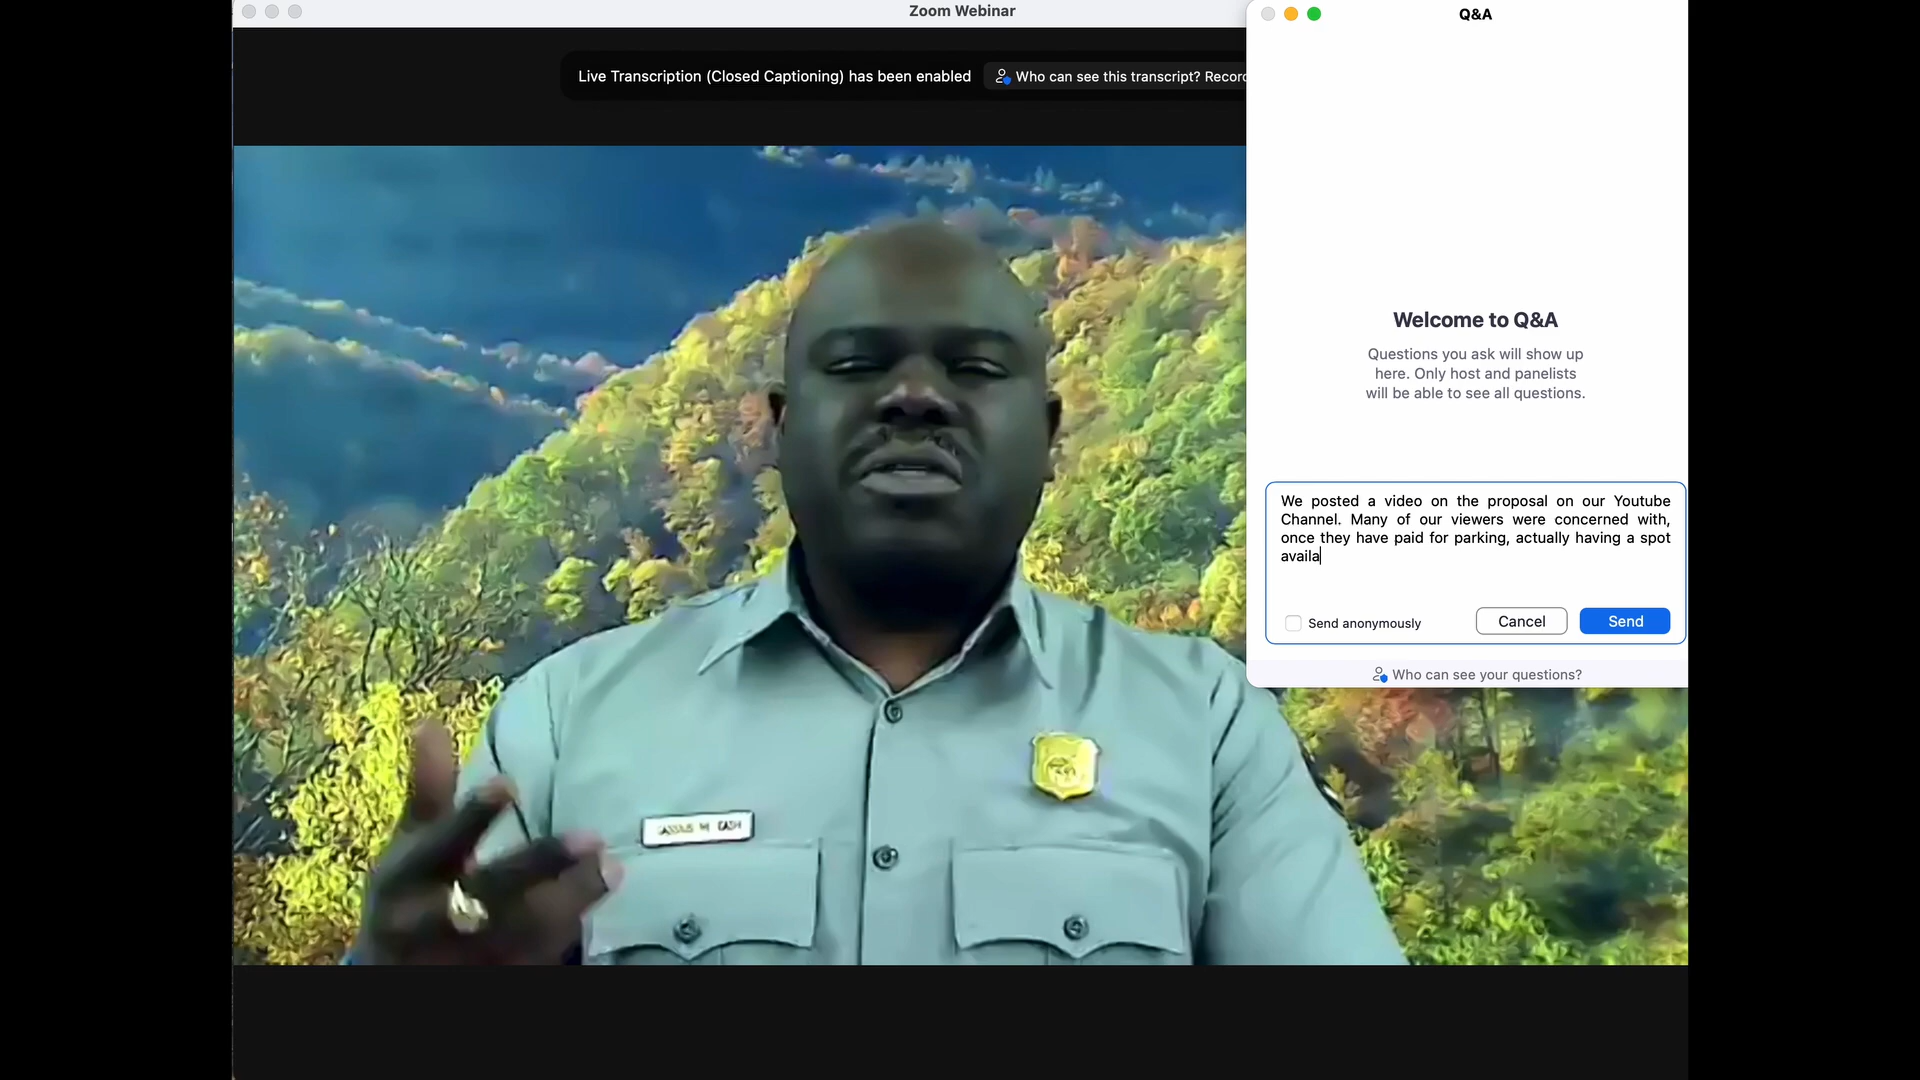 Zoom Webinar
Live Transcription (Closed Captioning) has been enabled
Who can see this transcript? Recor
Q&A
Welcome to Q&A
Questions you ask will show up
here. Only host and panelists
will be able to see all questions.
We posted a video on the proposal on our Youtube
Channel. Many of our viewers were concerned with,
once they have paid for parking, actually having a spot
availa
Send anonymously
Cancel
Send
Who can see your questions?
CASSIUS M CASH